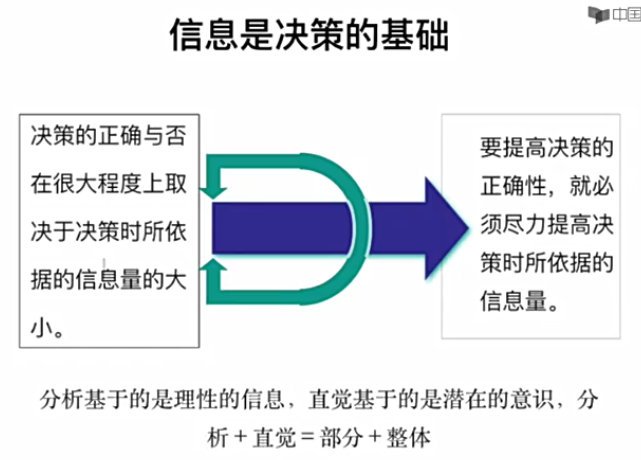 中国
信息是决策的基础
决策的正确与否
在很大程度上取
决于决策时所依
据的信息量的大
小。
要提高决策的
正确性，就必
须尽力提高决
策时所依据的
信息量。
分析基于的是理性的信息，直觉基于的是潜在的意识，分
析+直觉=部分+整体